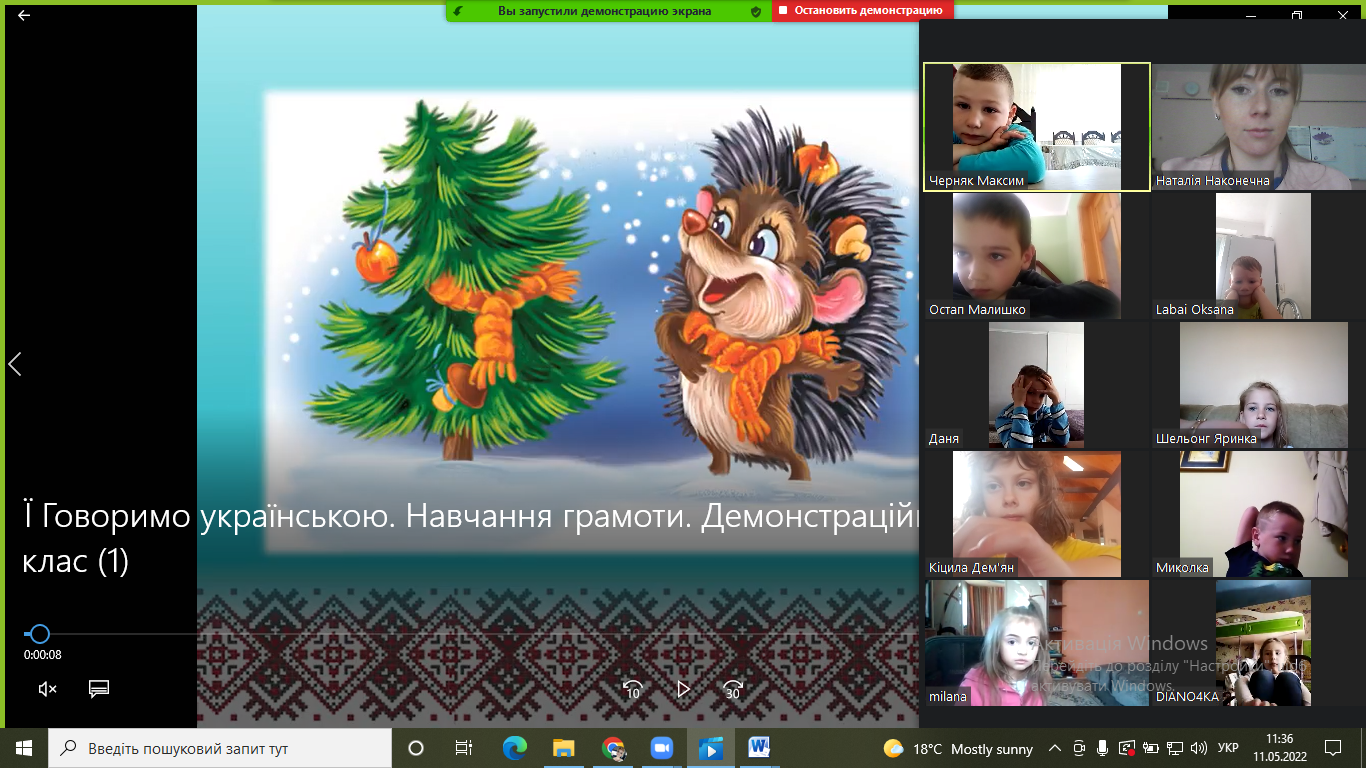 Вы запустили демонстрацию экрана
Остановить демонстрацию
Черняк Максим
Наталія Наконечна
Остап Малишко
Labai Oksana
Даня
Шельонг Яринка
Кіцила Дем'ян
Миколка
milana
DIANO4KA
Ї Говоримо українською. Навчання грамоти.
клас (1)
0:00:08
10
30
Активація Windows
Перейдіть до розділу "Настройки", щоб
активувати Windows.
Введіть пошуковий запит тут
18°C Mostly sunny
УКР
11:36
11.05.2022